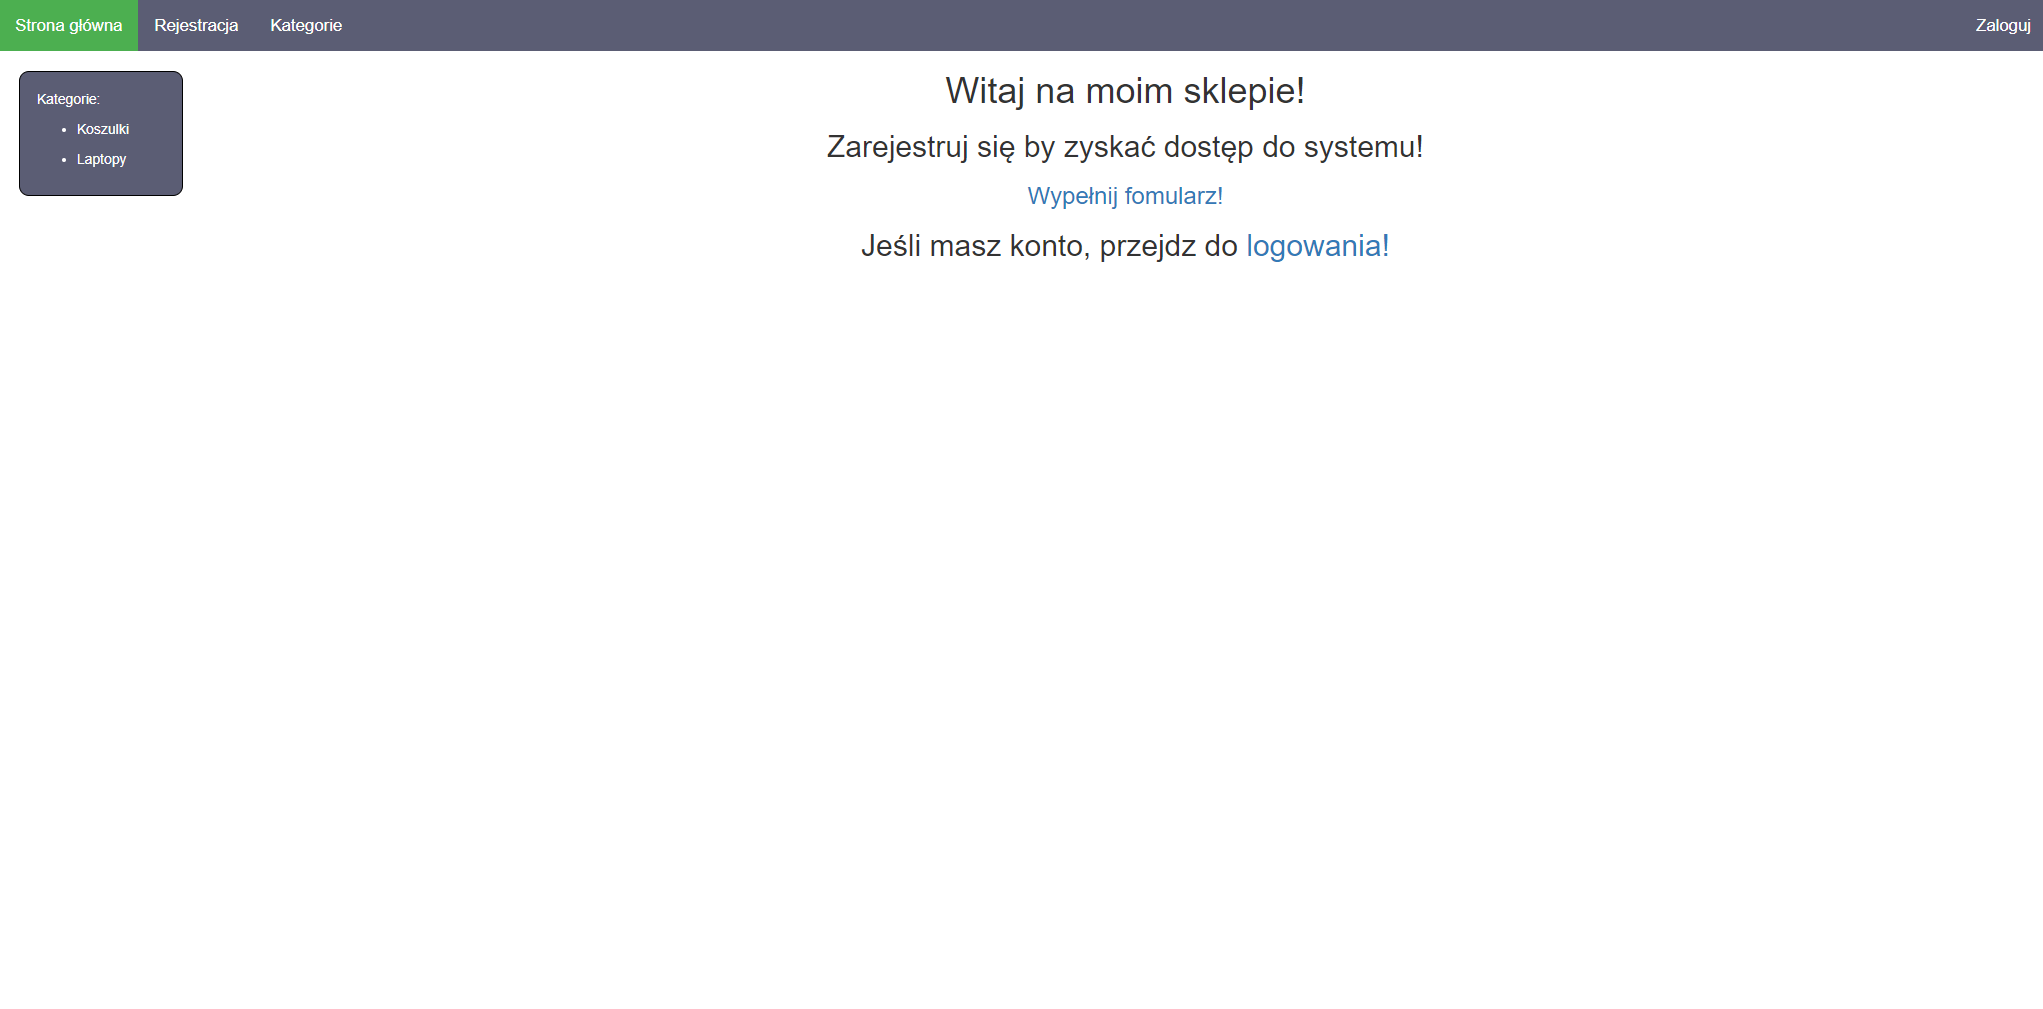 Strona główna Rejestracja Kategorie Zaloguj
Kategorie:
Koszulki
Laptopy
Witaj na moim sklepie!
Zarejestruj się by zyskać dostęp do systemu!
Wypełnij fomularz!
Jeśli masz konto, przejdz do logowania!